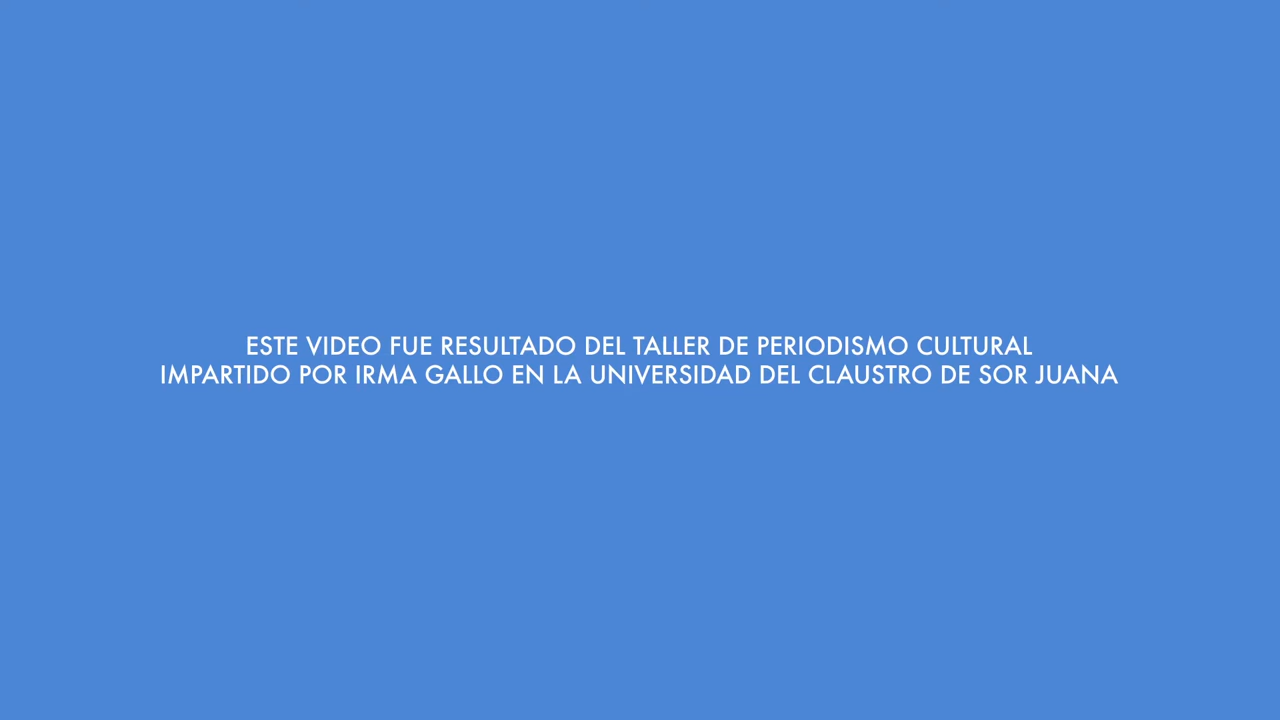 ESTE VIDEO FUE RESULTADO DEL TALLER DE PERIODISMO CULTURAL
IMPARTIDO POR IRMA GALLO EN LA UNIVERSIDAD DEL CLAUSTRO DE SOR JUANA